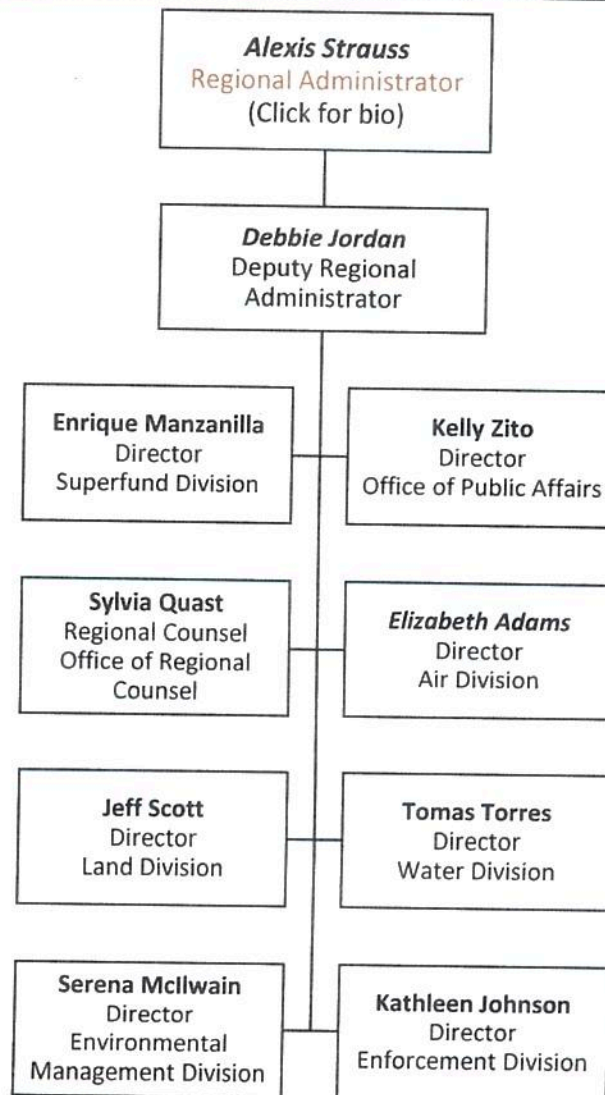 Alexis Strauss
Regional Administrator
(Click for bio)
Debbie Jordan
Deputy Regional
Administrator
Enrique Manzanilla
Director
Superfund Division
Kelly Zito
Director
Office of Public Affairs
Sylvia Quast
Regional Counsel
Office of Regional
Counsel
Elizabeth Adams
Director
Air Division
Jeff Scott
Director
Land Division
Tomas Torres
Director
Water Division
Serena McIlwain
Director
Environmental
Management Division
Kathleen Johnson
Director
Enforcement Division